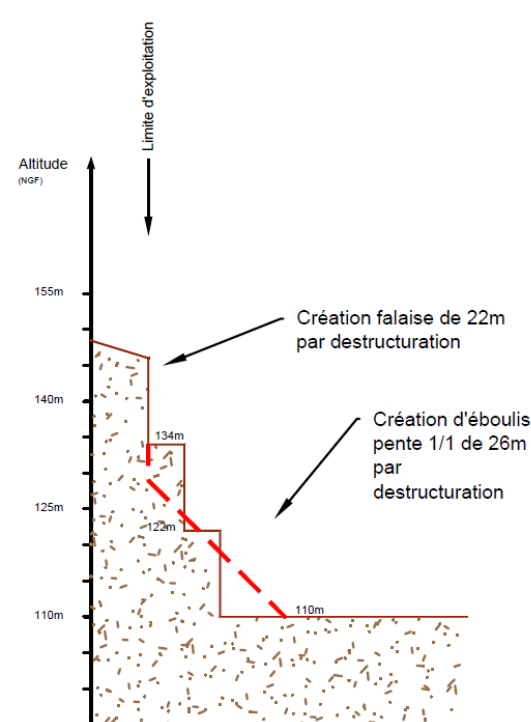 Limite d'exploitation
Altitude
(NGF)
155m
Création falaise de 22m
par destructuration
140m
134m
Création d'éboulis
pente 1/1 de 26m
par
destructuration
125m
122m
110m
110m